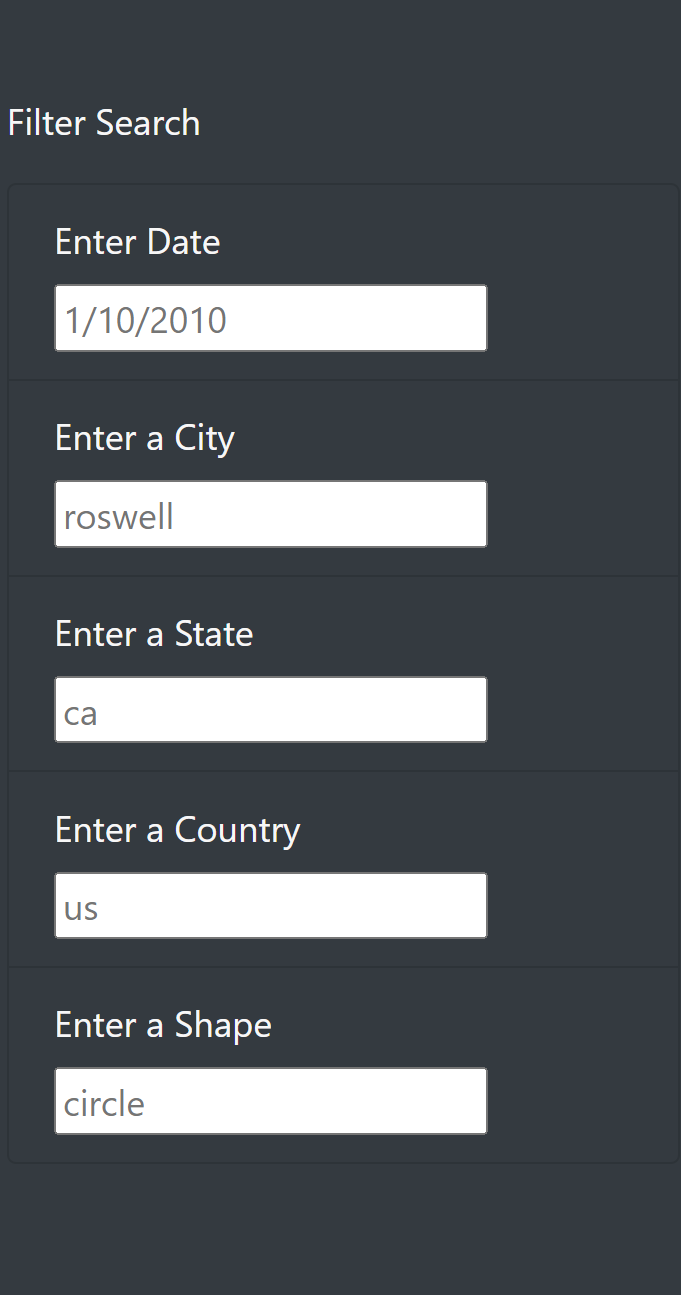 Filter Search
Enter Date
1/10/2010
Enter a City
roswell
Enter a State
ca
Enter a Country
us
Enter a Shape
circle